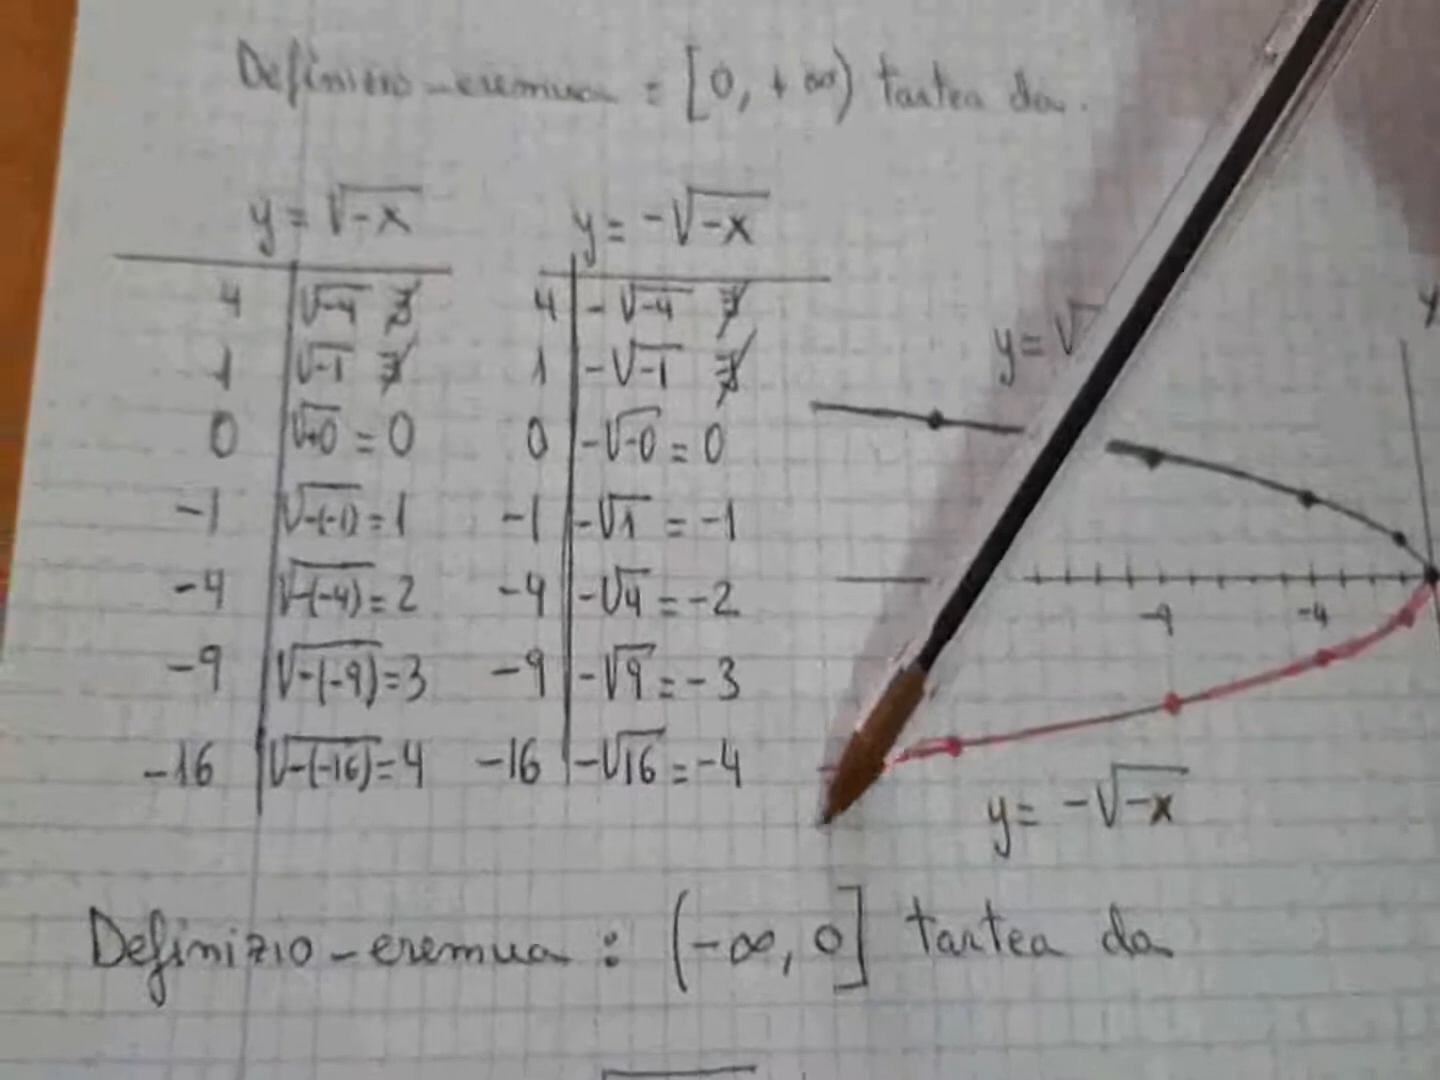 Definizio-eremua = [0, +∞) tartea da.
y = √-x
4 √-4 ∄
1 √-1 ∄
0 √+0 = 0
-1 √-(-1) = 1
-4 √-(-4) = 2
-9 √-(-9) = 3
-16 √-(-16) = 4
y = -√-x
4 -√-4 ∄
1 -√-1 ∄
0 -√-0 = 0
-1 -√1 = -1
-4 -√4 = -2
-9 -√9 = -3
-16 -√16 = -4
y = √
y
-9 -4
y = -√-x
Definizio-eremua : (-∞, 0] tartea da